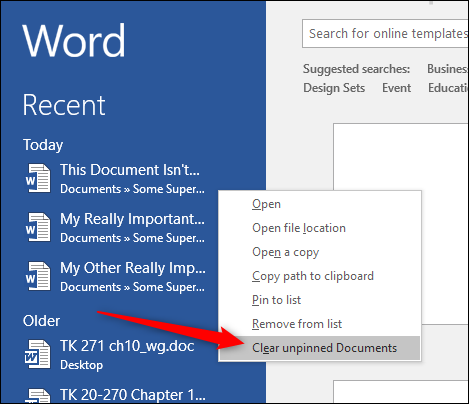 Word
Search for online templates
Suggested searches: Busines
Design Sets Event Educatio
Recent
Today
This Document Isn't...
Documents » Some Super...
My Really Important...
Documents » Some Super...
My Other Really Imp...
Documents » Some Super...
Older
TK 271 ch10_wg.doc
Desktop
TK 20-270 Chapter 1...
Open
Open file location
Open a copy
Copy path to clipboard
Pin to list
Remove from list
Clear unpinned Documents